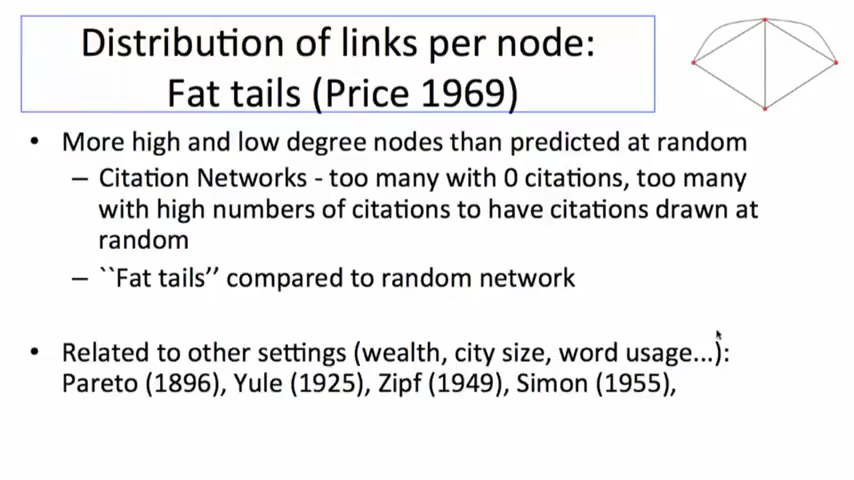 Distribution of links per node:
Fat tails (Price 1969)
• More high and low degree nodes than predicted at random
– Citation Networks - too many with 0 citations, too many
with high numbers of citations to have citations drawn at
random
– ``Fat tails’’ compared to random network
• Related to other settings (wealth, city size, word usage...):
Pareto (1896), Yule (1925), Zipf (1949), Simon (1955),